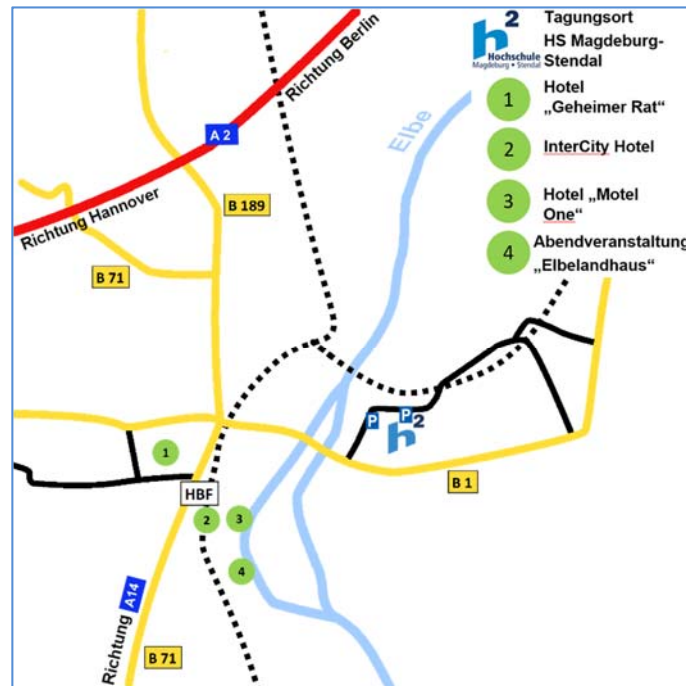 h²
Hochschule
Magdeburg • Stendal
Tagungsort
HS Magdeburg-
Stendal
1
Hotel
„Geheimer Rat“
2
InterCity Hotel
3
Hotel „Motel
One“
4
Abendveranstaltung
„Elbelandhaus“
Richtung Berlin
A 2
Elbe
Richtung Hannover
B 189
B 71
P
P
h²
1
B 1
HBF
2
3
4
Richtung A14
B 71